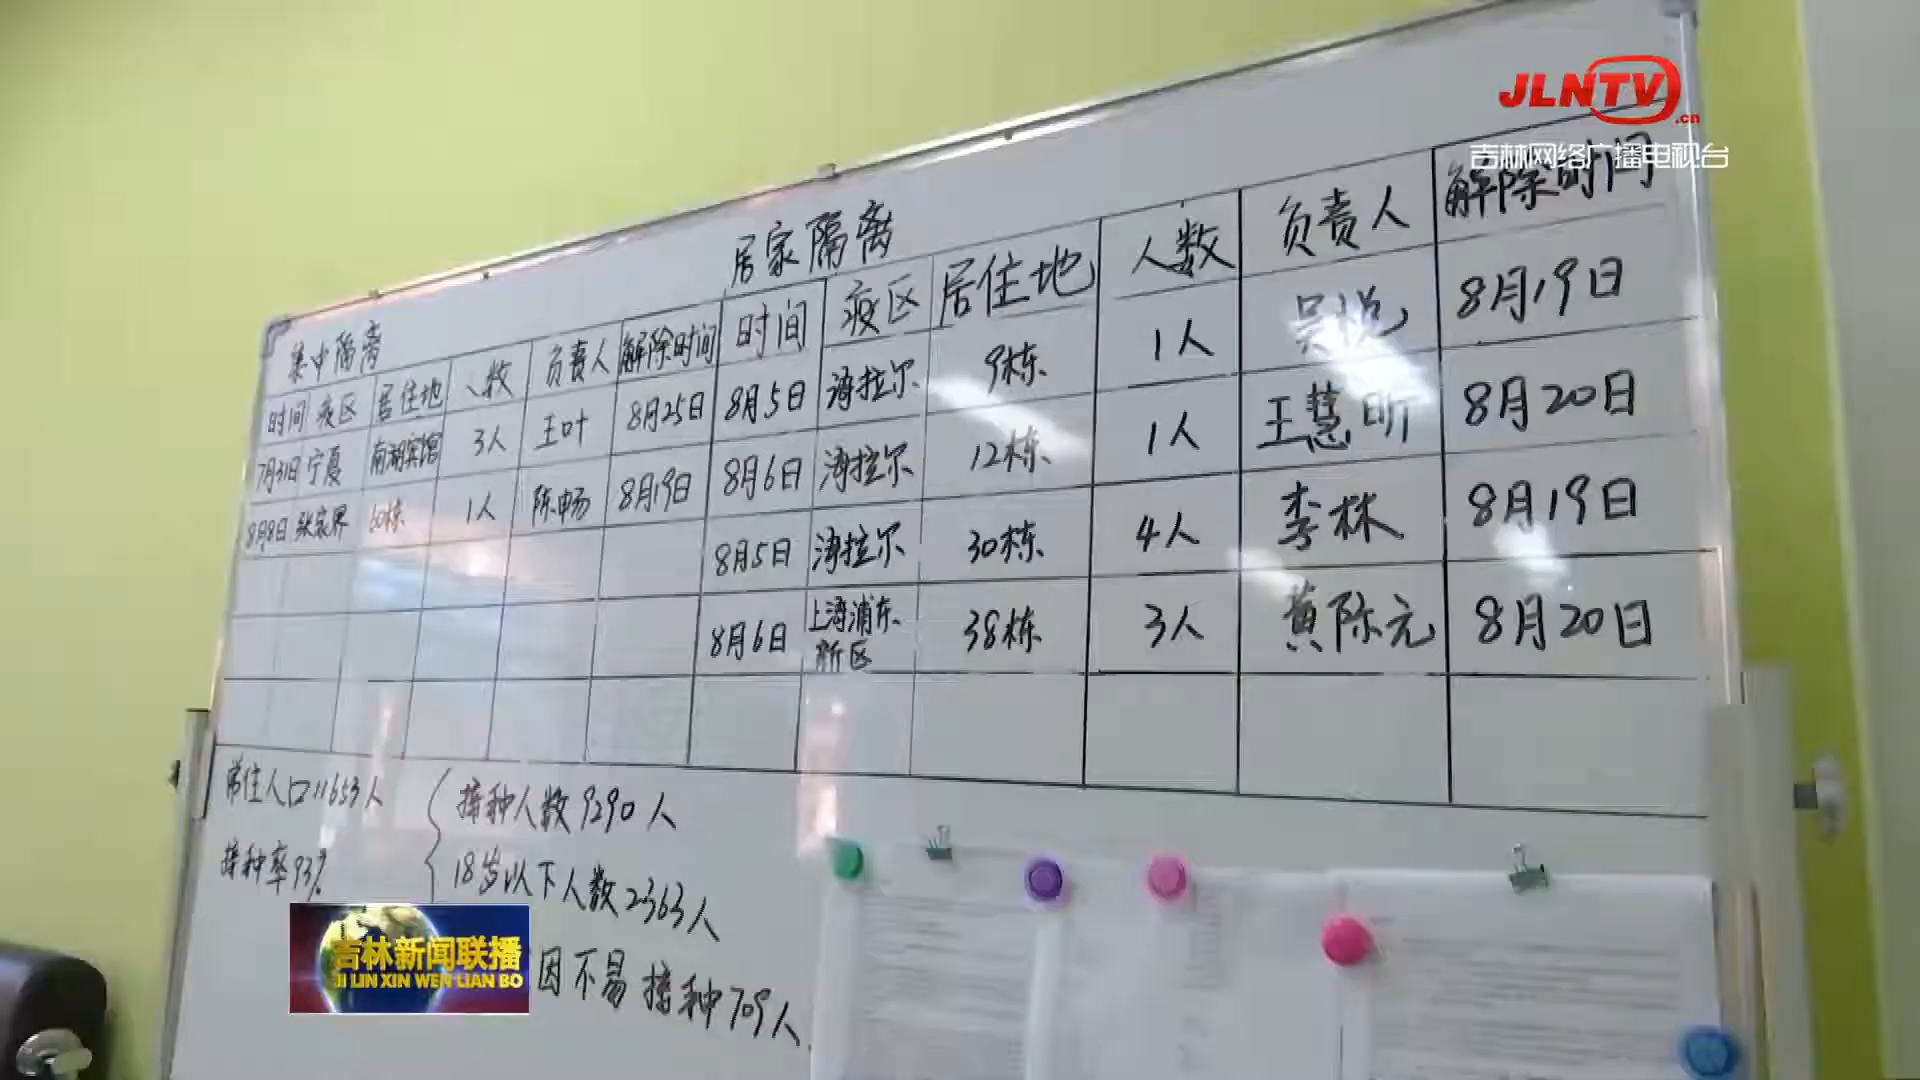 JLNTV.cn
吉林网络广播电视台
居家隔离
集中隔离
时间 疫区 居住地 人数 负责人 解除时间 时间 疫区 居住地 人数 负责人 解除时间
7月31日 宁夏 南湖宾馆 3人 王叶 8月25日 8月5日 海拉尔 9栋 1人 吴悦 8月19日
8月8日 张家界 60栋 1人 陈畅 8月19日 8月6日 海拉尔 12栋 1人 王慧昕 8月20日
8月5日 海拉尔 30栋 4人 李林 8月19日
8月6日 上海浦东新区 38栋 3人 黄际元 8月20日
常住人口11653人
接种率93%
接种人数9290人
18岁以下人数2363人
因不易接种709人
吉林新闻联播
JI LIN XIN WEN LIAN BO